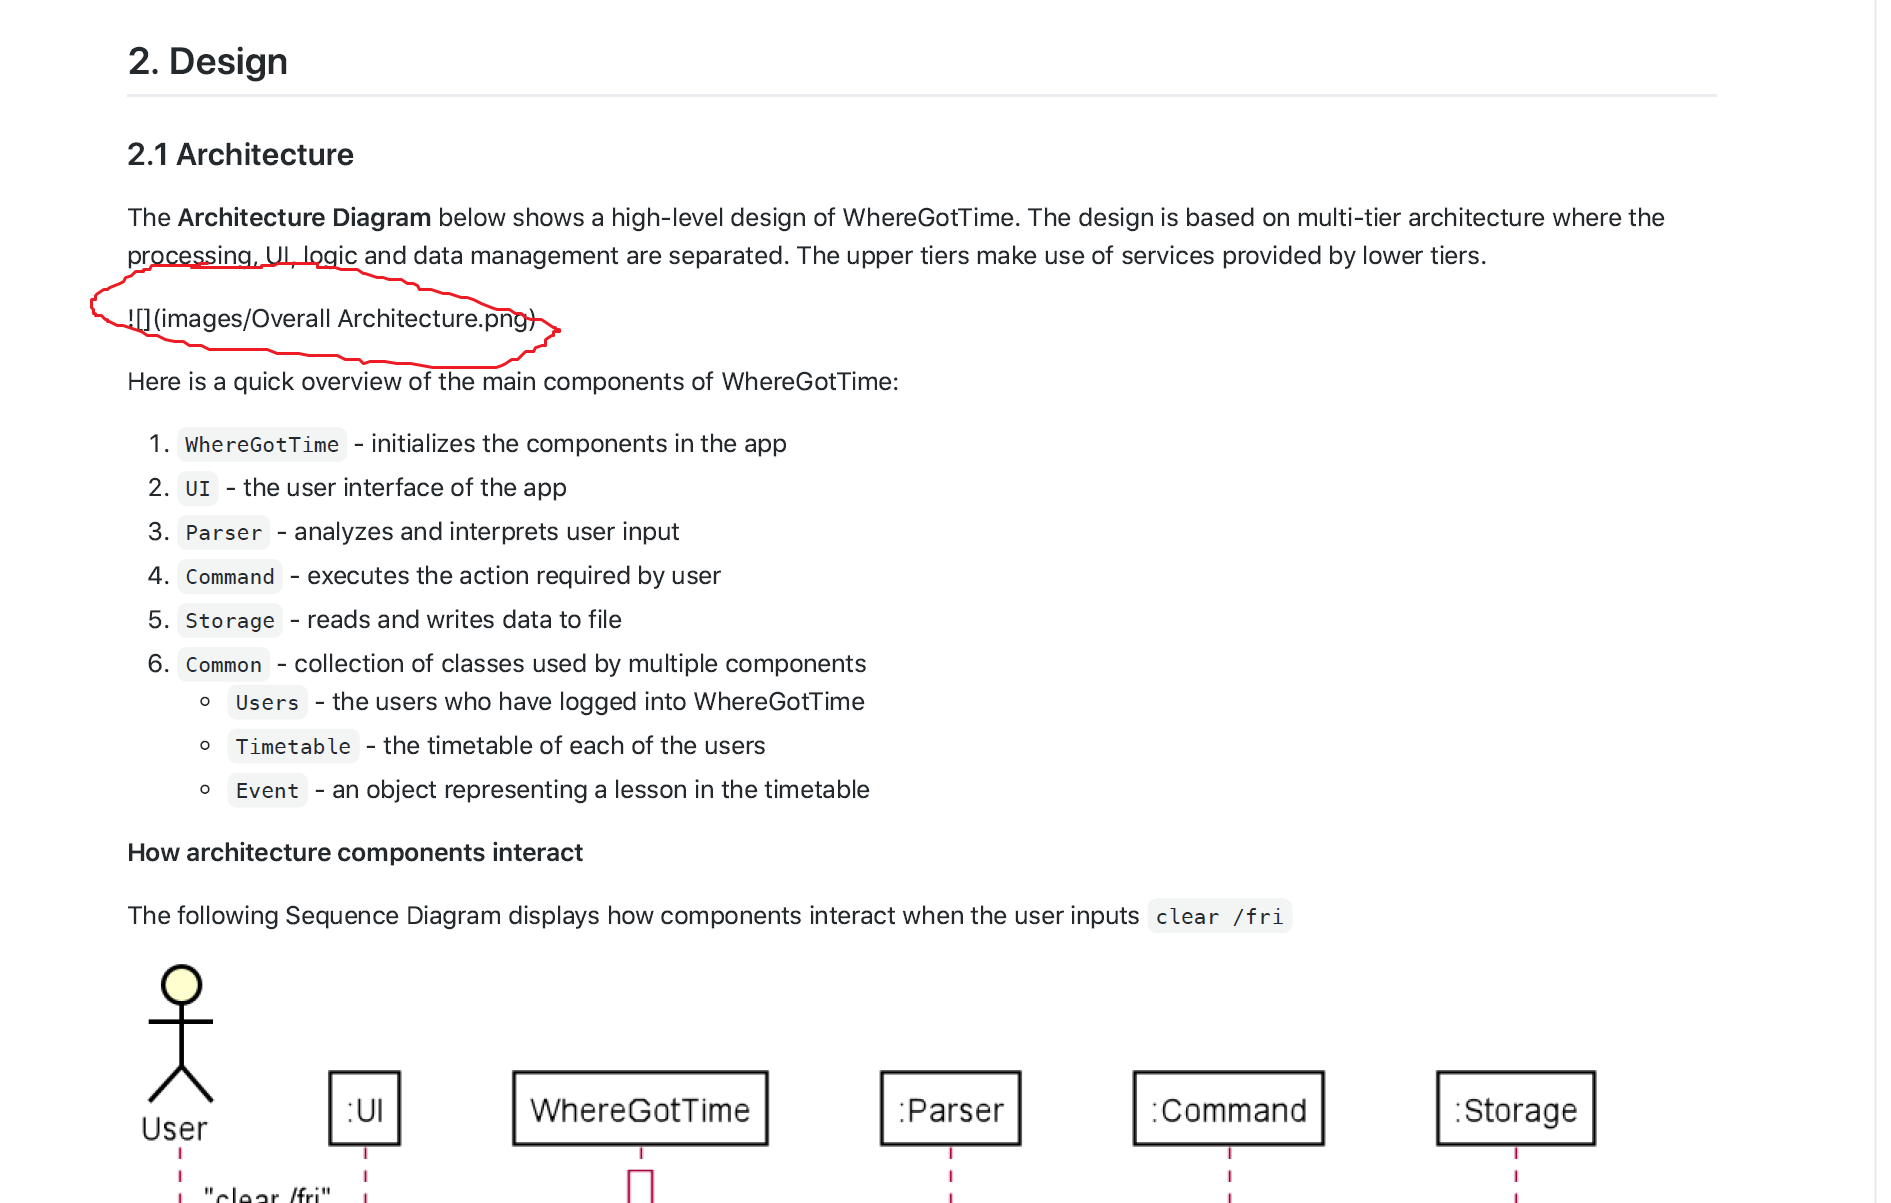 2. Design
2.1 Architecture
The Architecture Diagram below shows a high-level design of WhereGotTime. The design is based on multi-tier architecture where the
processing, UI, logic and data management are separated. The upper tiers make use of services provided by lower tiers.
![](images/Overall Architecture.png)
Here is a quick overview of the main components of WhereGotTime:
1. WhereGotTime - initializes the components in the app
2. UI - the user interface of the app
3. Parser - analyzes and interprets user input
4. Command - executes the action required by user
5. Storage - reads and writes data to file
6. Common - collection of classes used by multiple components
Users - the users who have logged into WhereGotTime
Timetable - the timetable of each of the users
Event - an object representing a lesson in the timetable
How architecture components interact
The following Sequence Diagram displays how components interact when the user inputs clear /fri
:UI WhereGotTime :Parser :Command :Storage
User
"clear /fri"